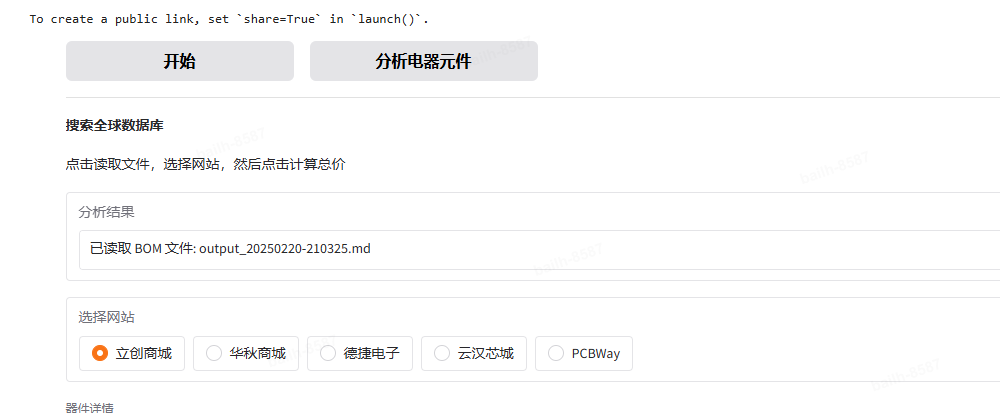 To create a public link, set `share=True` in `launch()`.
开始
分析电器元件
搜索全球数据库
点击读取文件，选择网站，然后点击计算总价
分析结果
已读取 BOM 文件: output_20250220-210325.md
选择网站
立创商城
华秋商城
德捷电子
云汉芯城
PCBWay
器件详情